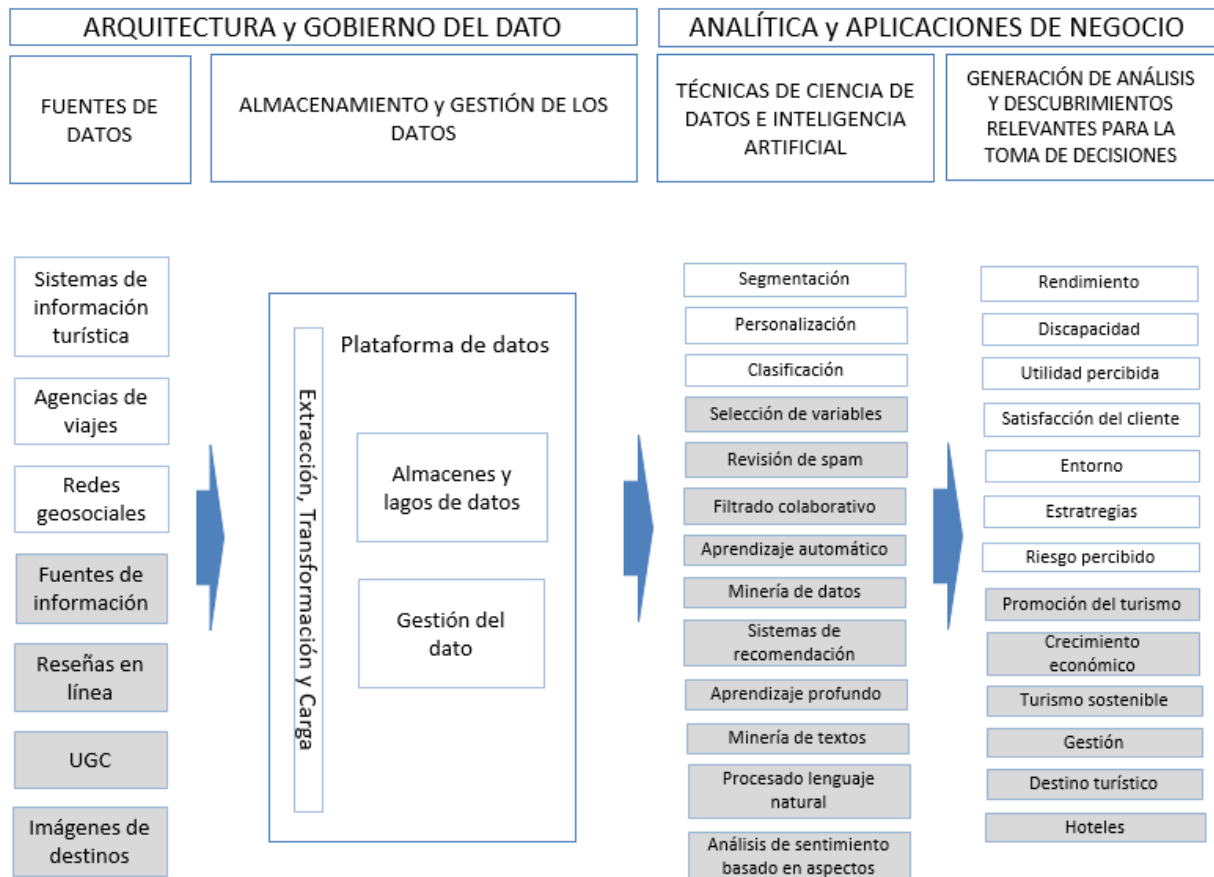 ARQUITECTURA y GOBIERNO DEL DATO
ANALÍTICA y APLICACIONES DE NEGOCIO
FUENTES DE
DATOS
ALMACENAMIENTO y GESTIÓN DE LOS
DATOS
TÉCNICAS DE CIENCIA DE
DATOS E INTELIGENCIA
ARTIFICIAL
GENERACIÓN DE ANÁLISIS
Y DESCUBRIMIENTOS
RELEVANTES PARA LA
TOMA DE DECISIONES
Sistemas de
información
turística
Agencias de
viajes
Redes
geosociales
Fuentes de
información
Reseñas en
línea
UGC
Imágenes de
destinos
Extracción, Transformación y Carga
Plataforma de datos
Almacenes y
lagos de datos
Gestión del
dato
Segmentación
Personalización
Clasificación
Selección de variables
Revisión de spam
Filtrado colaborativo
Aprendizaje automático
Minería de datos
Sistemas de
recomendación
Aprendizaje profundo
Minería de textos
Procesado lenguaje
natural
Análisis de sentimiento
basado en aspectos
Rendimiento
Discapacidad
Utilidad percibida
Satisfacción del cliente
Entorno
Estratregias
Riesgo percibido
Promoción del turismo
Crecimiento
económico
Turismo sostenible
Gestión
Destino turístico
Hoteles